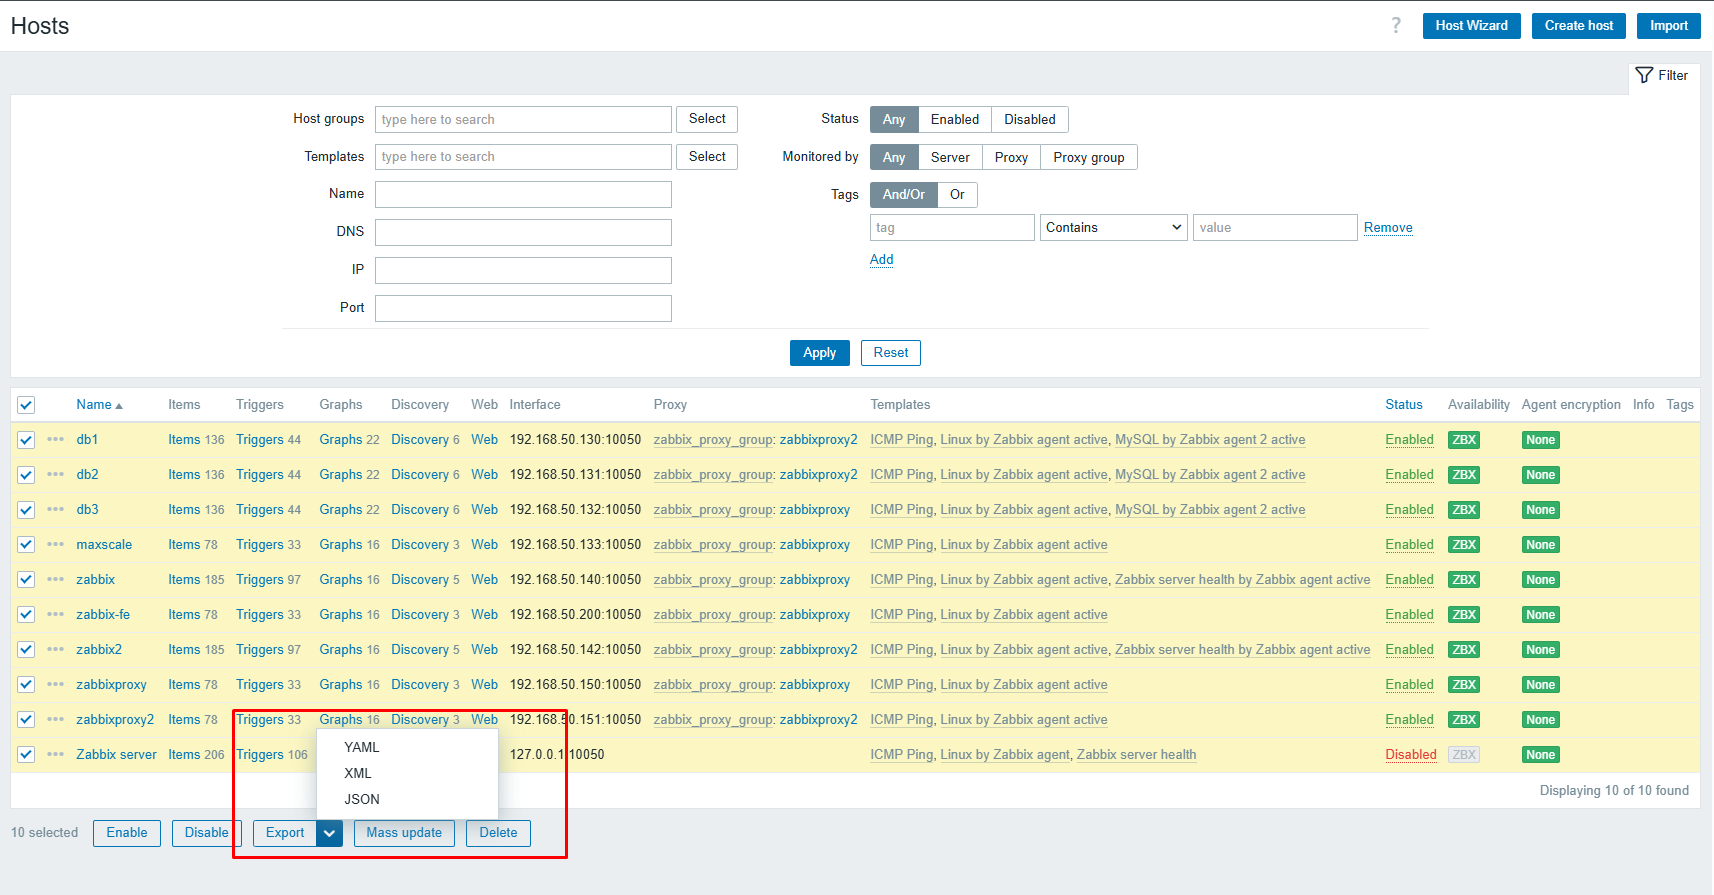 Hosts
? Host Wizard Create host Import
Filter
Host groups type here to search Select Status Any Enabled Disabled
Templates type here to search Select Monitored by Any Server Proxy Proxy group
Name Tags And/Or Or
DNS tag Contains value Remove
IP Add
Port
Apply Reset
Name Items Triggers Graphs Discovery Web Interface Proxy Templates Status Availability Agent encryption Info Tags
db1 Items 136 Triggers 44 Graphs 22 Discovery 6 Web 192.168.50.130:10050 zabbix_proxy_group: zabbixproxy2 ICMP Ping, Linux by Zabbix agent active, MySQL by Zabbix agent 2 active Enabled ZBX None
db2 Items 136 Triggers 44 Graphs 22 Discovery 6 Web 192.168.50.131:10050 zabbix_proxy_group: zabbixproxy2 ICMP Ping, Linux by Zabbix agent active, MySQL by Zabbix agent 2 active Enabled ZBX None
db3 Items 136 Triggers 44 Graphs 22 Discovery 6 Web 192.168.50.132:10050 zabbix_proxy_group: zabbixproxy ICMP Ping, Linux by Zabbix agent active, MySQL by Zabbix agent 2 active Enabled ZBX None
maxscale Items 78 Triggers 33 Graphs 16 Discovery 3 Web 192.168.50.133:10050 zabbix_proxy_group: zabbixproxy ICMP Ping, Linux by Zabbix agent active Enabled ZBX None
zabbix Items 185 Triggers 97 Graphs 16 Discovery 5 Web 192.168.50.140:10050 zabbix_proxy_group: zabbixproxy ICMP Ping, Linux by Zabbix agent active, Zabbix server health by Zabbix agent active Enabled ZBX None
zabbix-fe Items 78 Triggers 33 Graphs 16 Discovery 3 Web 192.168.50.200:10050 zabbix_proxy_group: zabbixproxy ICMP Ping, Linux by Zabbix agent active Enabled ZBX None
zabbix2 Items 185 Triggers 97 Graphs 16 Discovery 5 Web 192.168.50.142:10050 zabbix_proxy_group: zabbixproxy2 ICMP Ping, Linux by Zabbix agent active, Zabbix server health by Zabbix agent active Enabled ZBX None
zabbixproxy Items 78 Triggers 33 Graphs 16 Discovery 3 Web 192.168.50.150:10050 zabbix_proxy_group: zabbixproxy ICMP Ping, Linux by Zabbix agent active Enabled ZBX None
zabbixproxy2 Items 78 Triggers 33 Graphs 16 Discovery 3 Web 192.168.50.151:10050 zabbix_proxy_group: zabbixproxy2 ICMP Ping, Linux by Zabbix agent active Enabled ZBX None
Zabbix server Items 206 Triggers 106 127.0.0.1:10050 ICMP Ping, Linux by Zabbix agent, Zabbix server health Disabled ZBX None
YAML
XML
JSON
Displaying 10 of 10 found
10 selected Enable Disable Export Mass update Delete